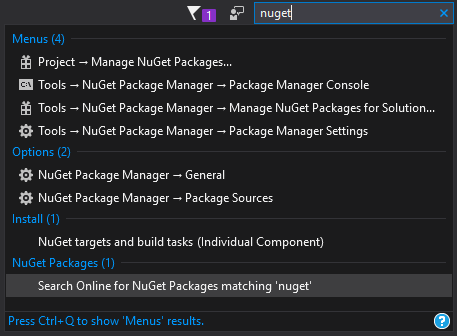 1
nuget
Menus (4)
Project → Manage NuGet Packages...
C:\
Tools → NuGet Package Manager → Package Manager Console
Tools → NuGet Package Manager → Manage NuGet Packages for Solution...
Tools → NuGet Package Manager → Package Manager Settings
Options (2)
NuGet Package Manager → General
NuGet Package Manager → Package Sources
Install (1)
NuGet targets and build tasks (Individual Component)
NuGet Packages (1)
Search Online for NuGet Packages matching 'nuget'
Press Ctrl+Q to show 'Menus' results.
?